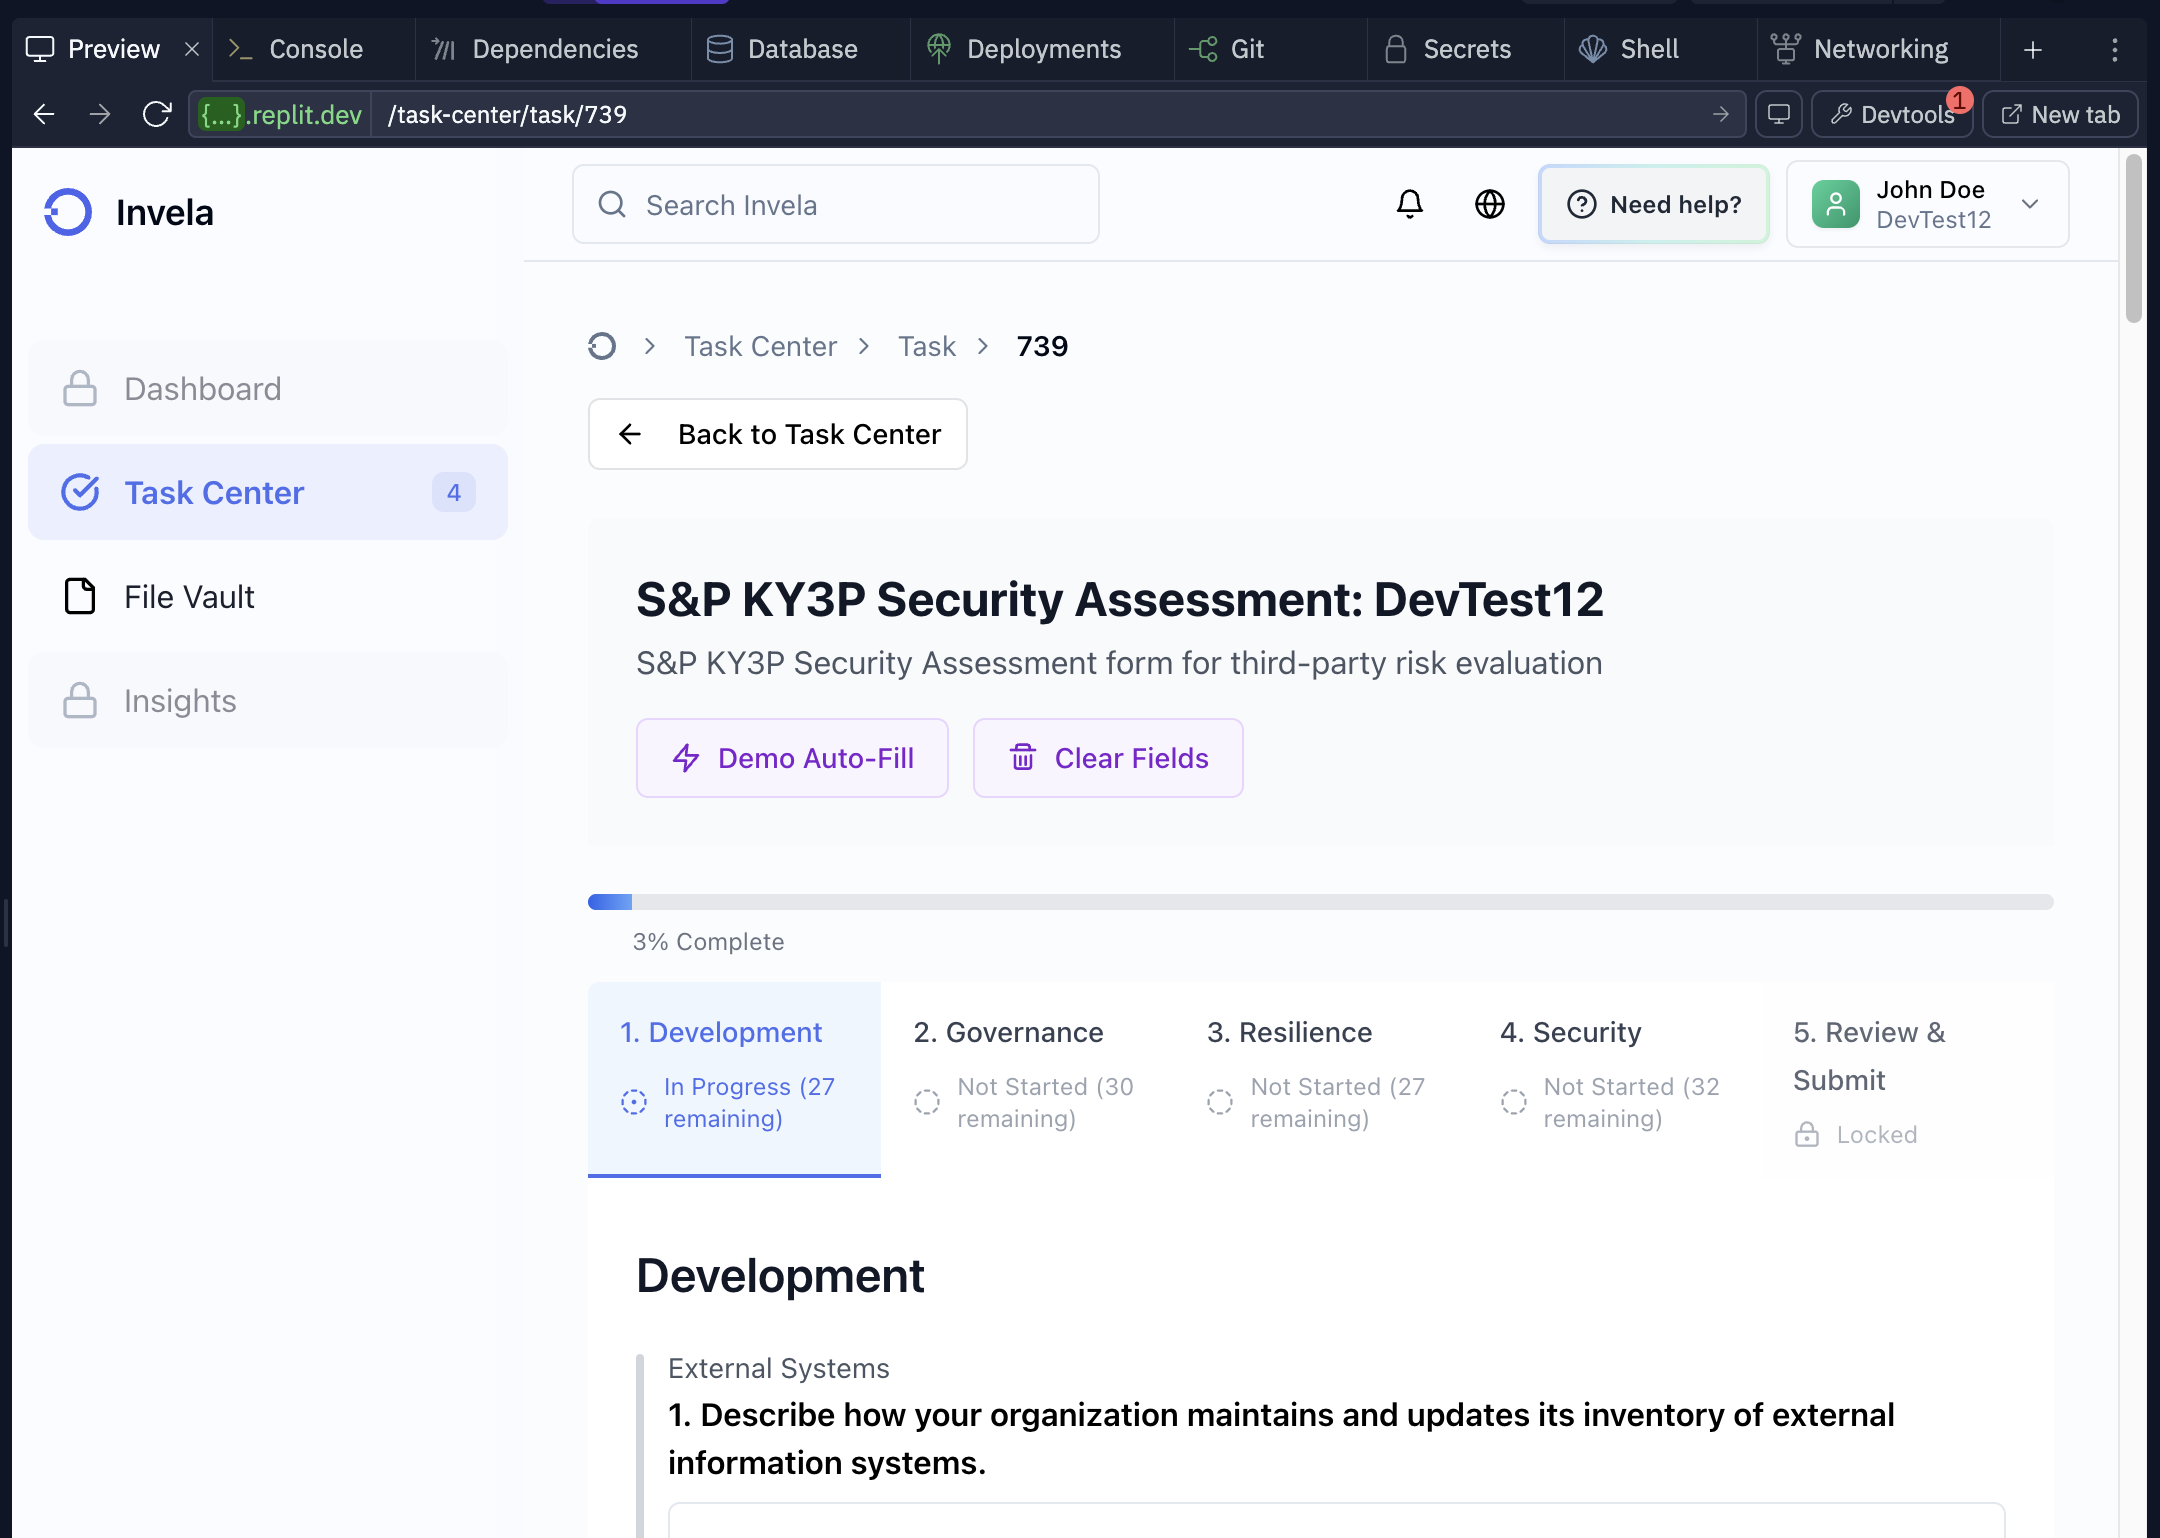 Preview
Console
Dependencies
Database
Deployments
Git
Secrets
Shell
Networking
{...}.replit.dev
/task-center/task/739
Devtools
1
New tab
Invela
Search Invela
Need help?
John Doe
DevTest12
Dashboard
Task Center
4
File Vault
Insights
Task Center
Task
739
Back to Task Center
S&P KY3P Security Assessment: DevTest12
S&P KY3P Security Assessment form for third-party risk evaluation
Demo Auto-Fill
Clear Fields
3% Complete
1. Development
In Progress (27
remaining)
2. Governance
Not Started (30
remaining)
3. Resilience
Not Started (27
remaining)
4. Security
Not Started (32
remaining)
5. Review &
Submit
Locked
Development
External Systems
1. Describe how your organization maintains and updates its inventory of external
information systems.